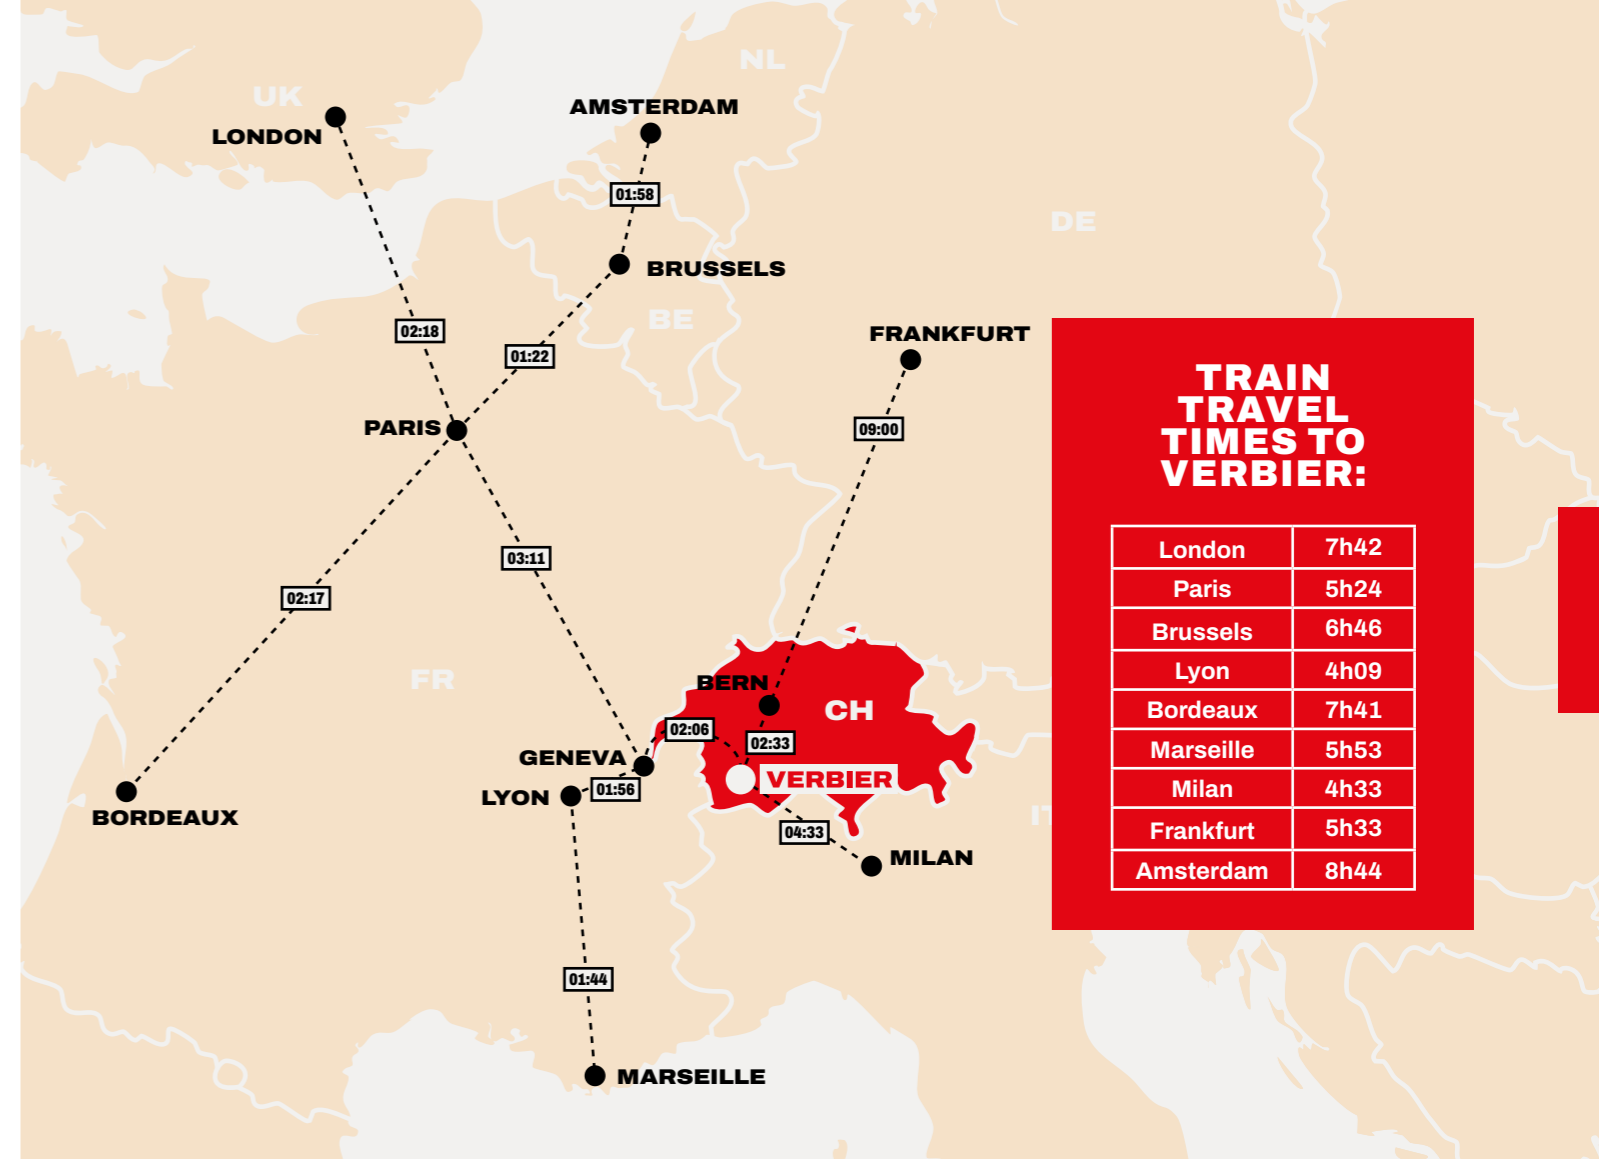 NL
UK
AMSTERDAM
LONDON
01:58
DE
BRUSSELS
BE
02:18
FRANKFURT
01:22
PARIS
09:00
03:11
02:17
FR
BERN
CH
02:06
02:33
GENEVA
VERBIER
01:56
LYON
BORDEAUX
IT
04:33
MILAN
01:44
MARSEILLE
TRAIN
TRAVEL
TIMES TO
VERBIER:
London 7h42
Paris 5h24
Brussels 6h46
Lyon 4h09
Bordeaux 7h41
Marseille 5h53
Milan 4h33
Frankfurt 5h33
Amsterdam 8h44